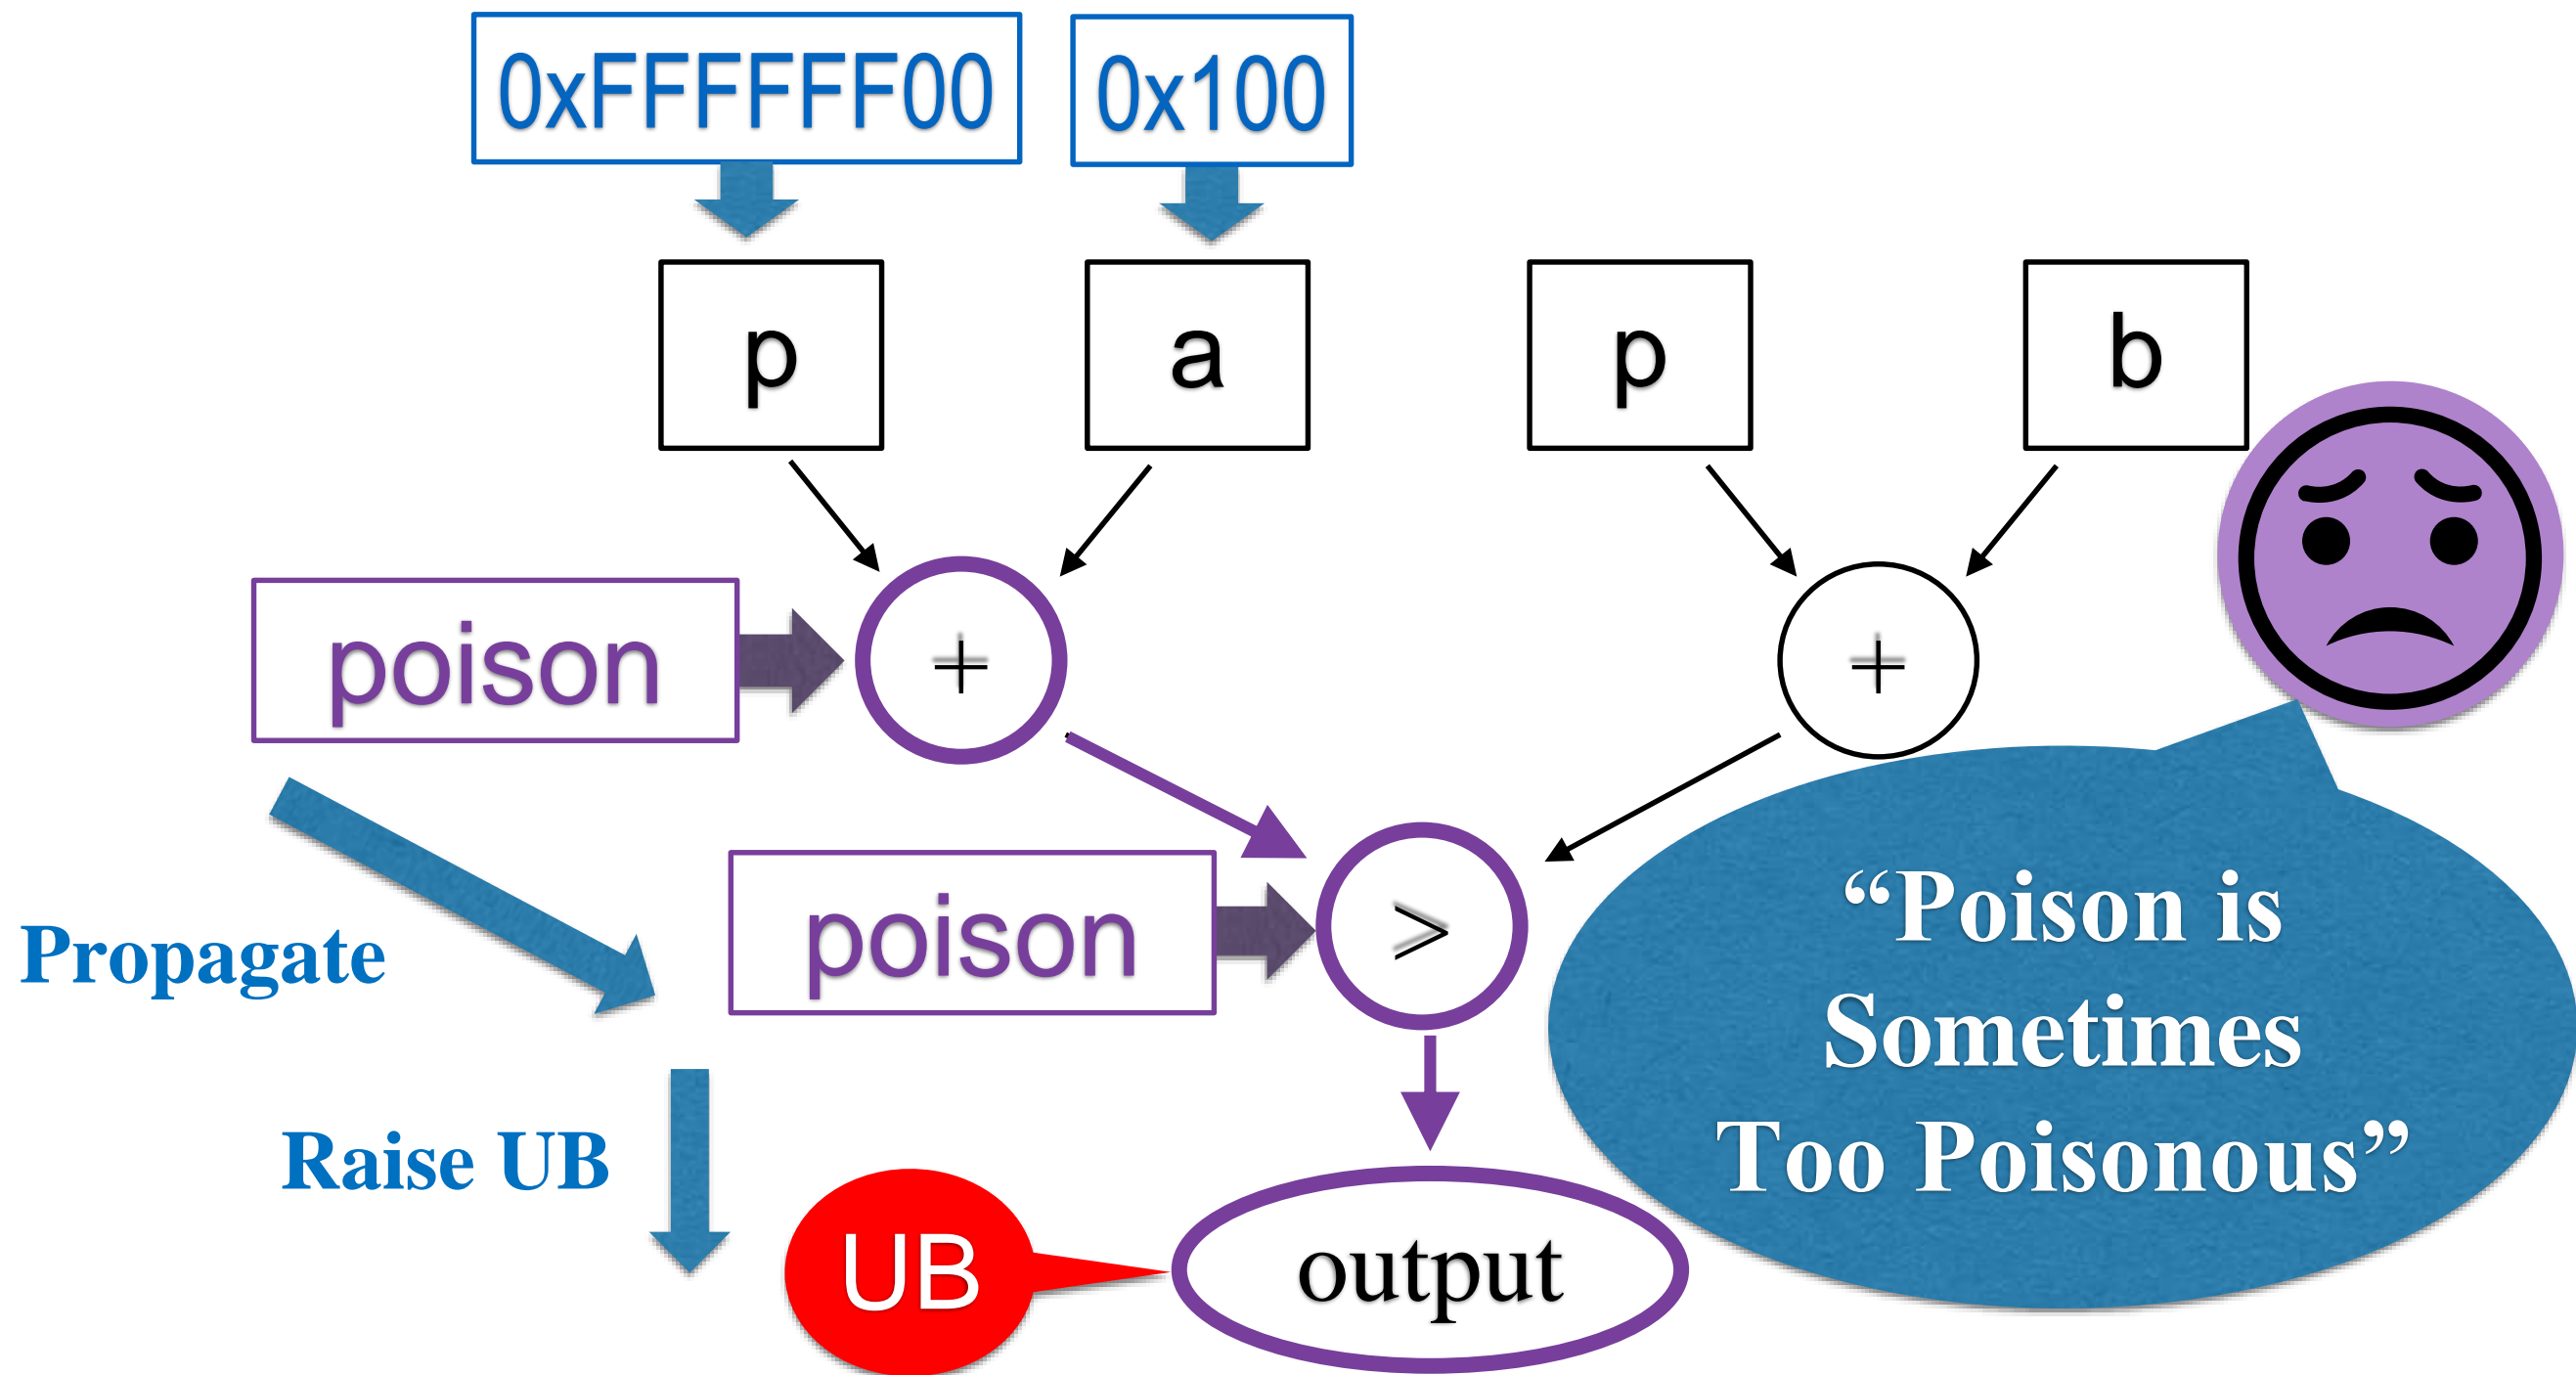 0xFFFFFF00
0x100
p
a
p
b
poison
+
+
Propagate
poison
>
“Poison is
Sometimes
Too Poisonous”
Raise UB
UB
output